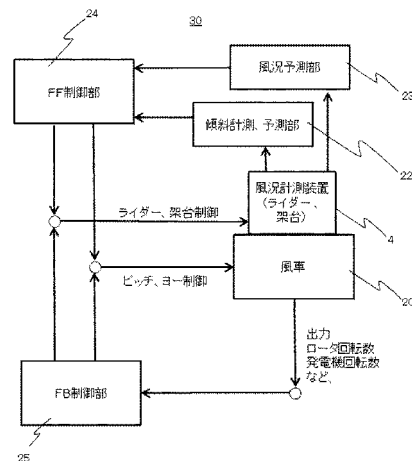 30
24
FF制御部
風況予測部
23
傾斜計測、予測部
22
風況計測装置
(ライダー、
架台)
4
ライダー、架台制御
ピッチ、ヨー制御
風車
20
出力
ロータ回転数
発電機回転数
など、
FB制御部
25